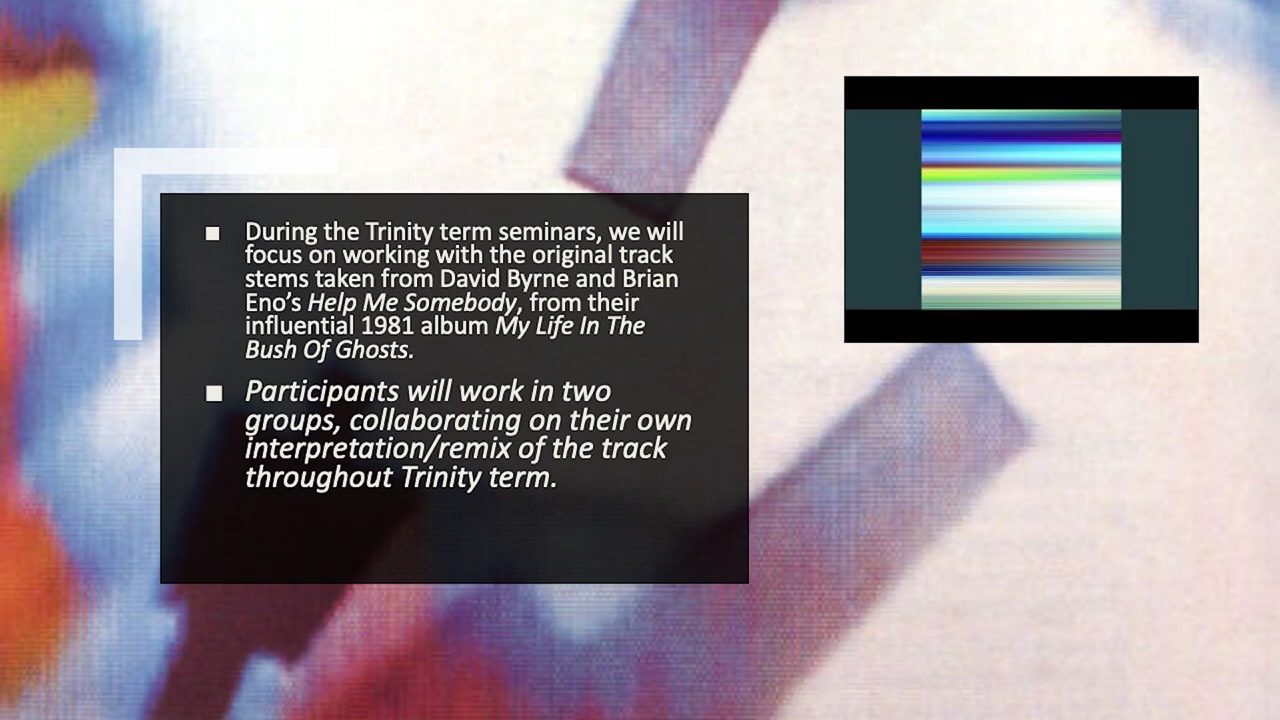 During the Trinity term seminars, we will
focus on working with the original track
stems taken from David Byrne and Brian
Eno’s Help Me Somebody, from their
influential 1981 album My Life In The
Bush Of Ghosts.
Participants will work in two
groups, collaborating on their own
interpretation/remix of the track
throughout Trinity term.